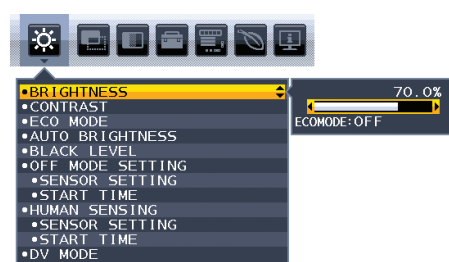 •BRIGHTNESS
•CONTRAST
•ECO MODE
•AUTO BRIGHTNESS
•BLACK LEVEL
•OFF MODE SETTING
•SENSOR SETTING
•START TIME
•HUMAN SENSING
•SENSOR SETTING
•START TIME
•DV MODE
70.0%
ECOMODE:OFF